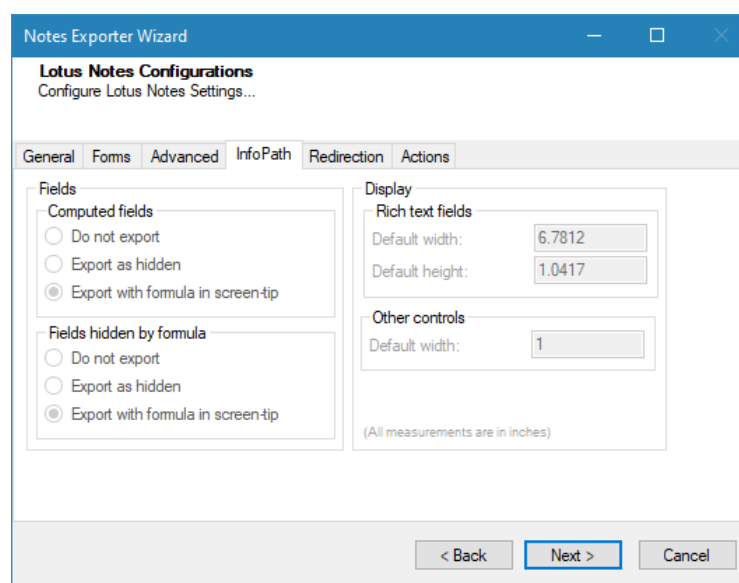 Notes Exporter Wizard
Lotus Notes Configurations
Configure Lotus Notes Settings...
General Forms Advanced InfoPath Redirection Actions
Fields
Computed fields
Do not export
Export as hidden
Export with formula in screen-tip
Fields hidden by formula
Do not export
Export as hidden
Export with formula in screen-tip
Display
Rich text fields
Default width: 6.7812
Default height: 1.0417
Other controls
Default width: 1
(All measurements are in inches)
< Back Next > Cancel